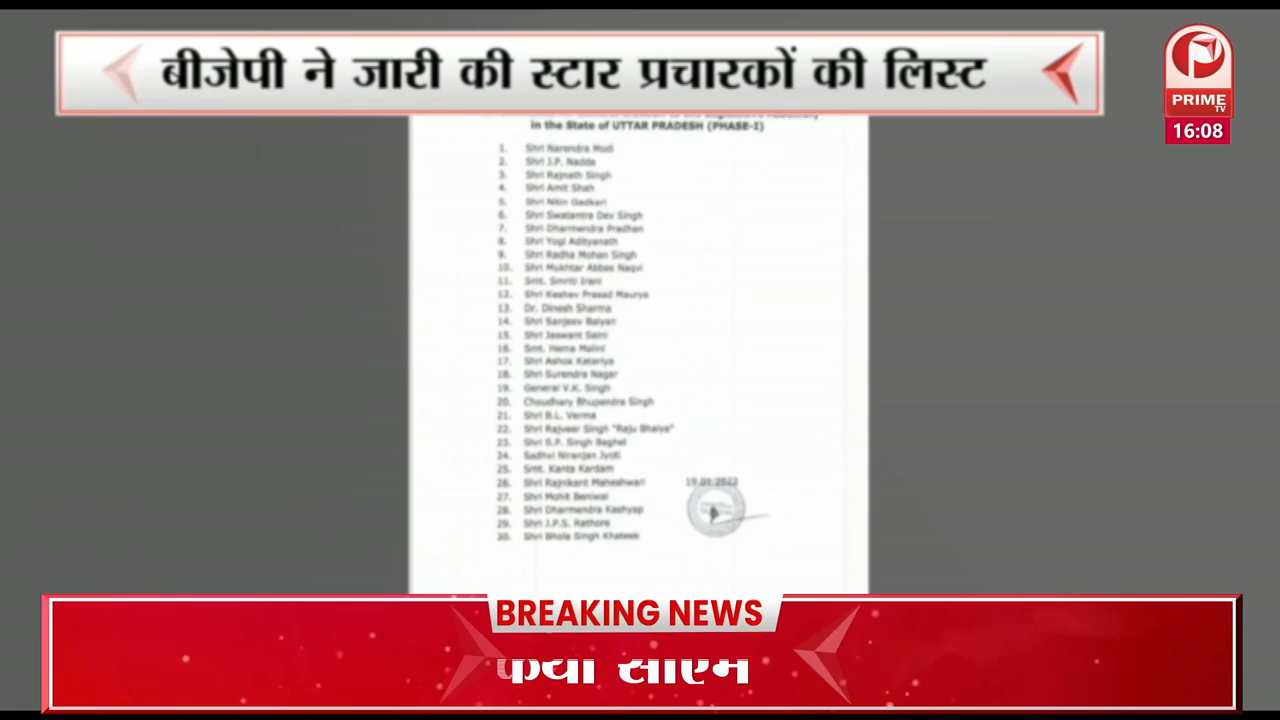 बीजेपी ने जारी की स्टार प्रचारकों की लिस्ट
PRIME
TV
16:08
in the State of UTTAR PRADESH (PHASE-I)
1. Shri Narendra Modi
2. Shri J.P. Nadda
3. Shri Rajnath Singh
4. Shri Amit Shah
5. Shri Nitin Gadkari
6. Shri Swatantra Dev Singh
7. Shri Dharmendra Pradhan
8. Shri Yogi Adityanath
9. Shri Radha Mohan Singh
10. Shri Mukhtar Abbas Naqvi
11. Smt. Smriti Irani
12. Shri Keshav Prasad Maurya
13. Dr. Dinesh Sharma
14. Shri Sanjeev Balyan
15. Shri Jaswant Saini
16. Smt. Hema Malini
17. Shri Ashok Katariya
18. Shri Surendra Nagar
19. General V.K. Singh
20. Choudhary Bhupendra Singh
21. Shri B.L. Verma
22. Shri Rajveer Singh "Raju Bhaiya"
23. Shri S.P. Singh Baghel
24. Sadhvi Niranjan Jyoti
25. Smt. Kanta Kardam
26. Shri Rajnikant Maheshwari
19.01.2022
27. Shri Mohit Beniwal
28. Shri Dharmendra Kashyap
29. Shri J.P.S. Rathore
30. Shri Bhola Singh Khateek
BREAKING NEWS